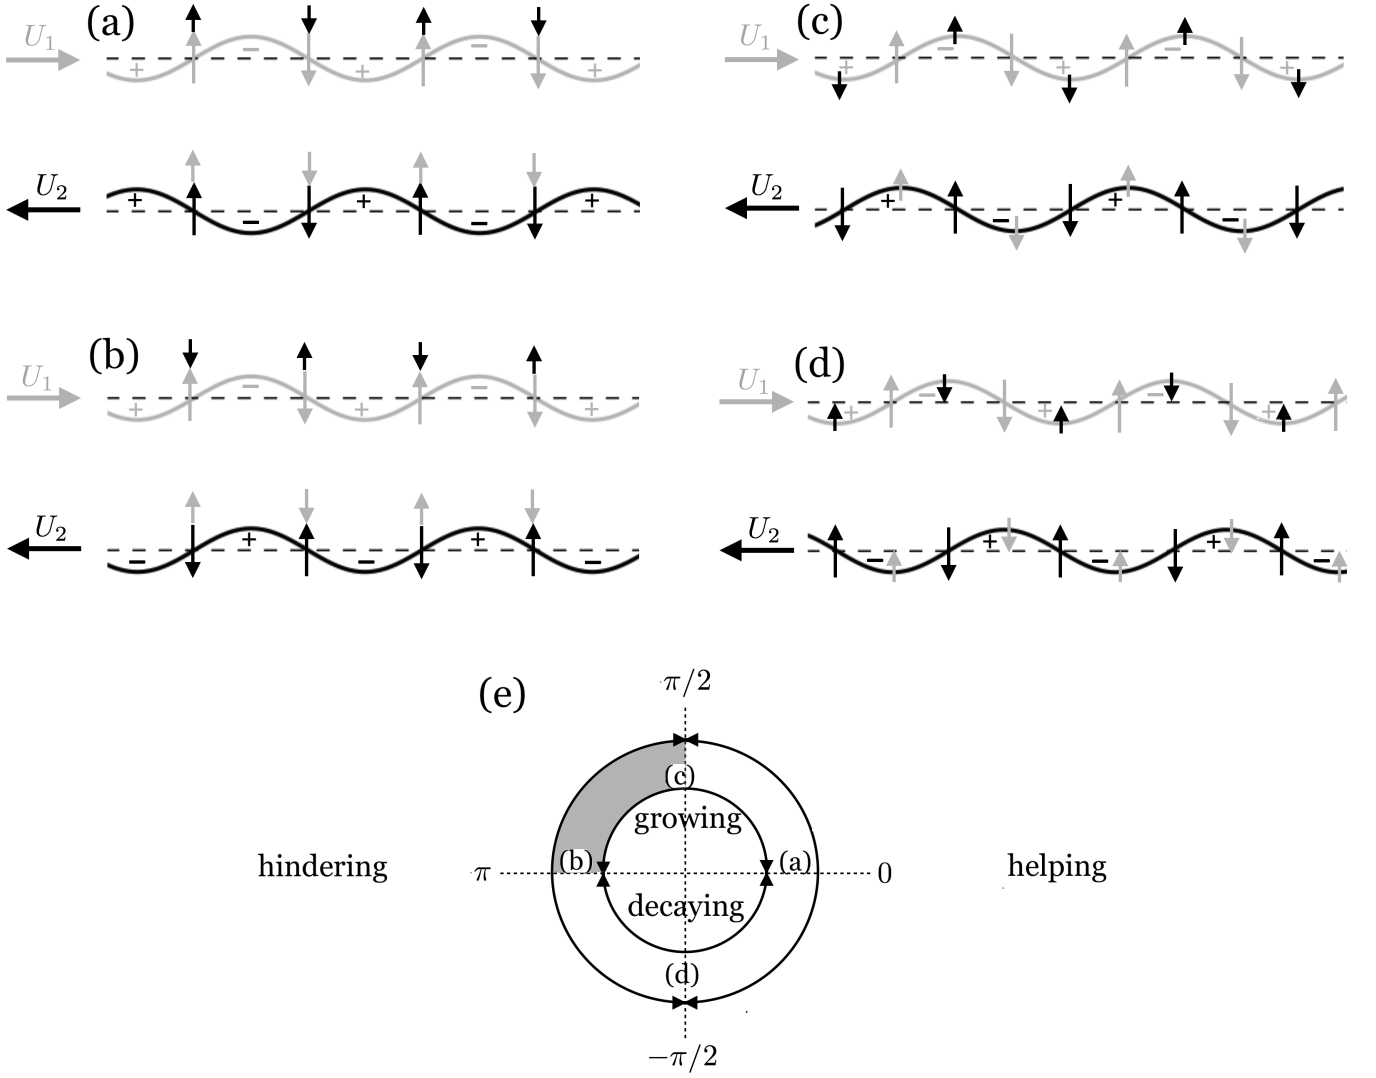 (a)
U1
− −
+ + +
U2
+ + +
− −
(c)
U1
− −
+ + +
U2
+ +
− −
(b)
U1
− −
+ + +
U2
+ +
− − −
(d)
U1
− −
+ + +
U2
+ +
− − −
(e)
π/2
(c)
growing
hindering π (b) (a) 0 helping
decaying
(d)
−π/2